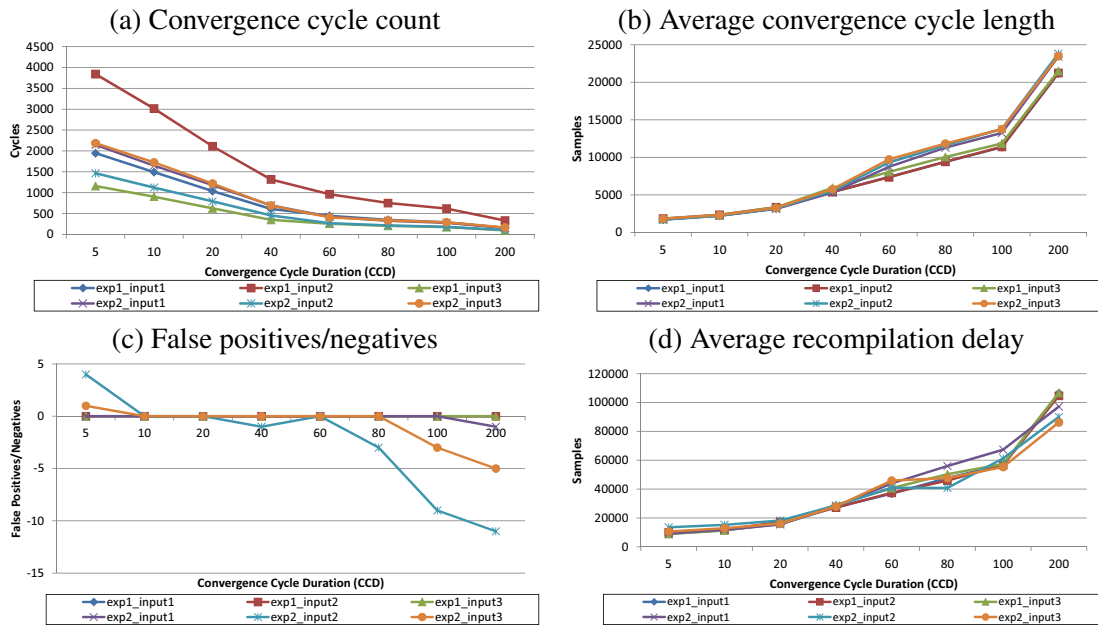 (a) Convergence cycle count
4500
4000
3500
3000
2500
2000
1500
1000
500
0
Cycles
5 10 20 40 60 80 100 200
Convergence Cycle Duration (CCD)
exp1_input1 exp1_input2 exp1_input3
exp2_input1 exp2_input2 exp2_input3
(b) Average convergence cycle length
25000
20000
15000
10000
5000
0
Samples
5 10 20 40 60 80 100 200
Convergence Cycle Duration (CCD)
exp1_input1 exp1_input2 exp1_input3
exp2_input1 exp2_input2 exp2_input3
(c) False positives/negatives
5
0
-5
-10
-15
False Positives/Negatives
5 10 20 40 60 80 100 200
Convergence Cycle Duration (CCD)
exp1_input1 exp1_input2 exp1_input3
exp2_input1 exp2_input2 exp2_input3
(d) Average recompilation delay
120000
100000
80000
60000
40000
20000
0
Samples
5 10 20 40 60 80 100 200
Convergence Cycle Duration (CCD)
exp1_input1 exp1_input2 exp1_input3
exp2_input1 exp2_input2 exp2_input3